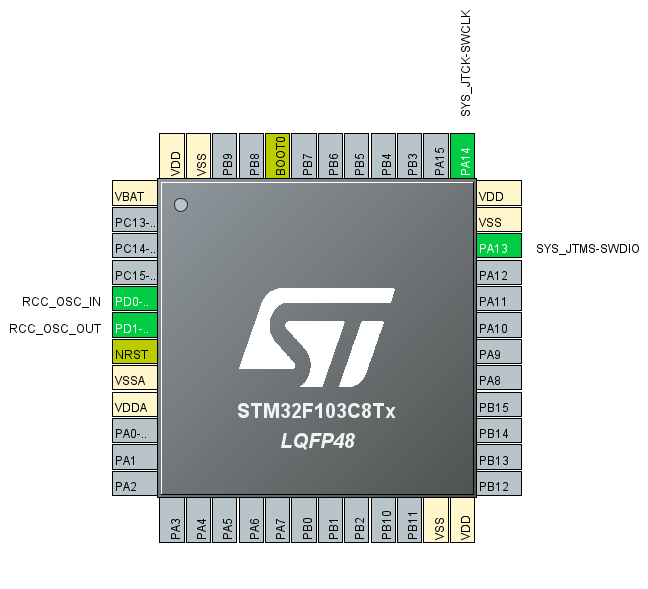 SYS_JTCK-SWCLK
VDD
VSS
PB9
PB8
BOOT0
PB7
PB6
PB5
PB4
PB3
PA15
PA14
VBAT
PC13-..
PC14-..
PC15-..
RCC_OSC_IN PD0-..
RCC_OSC_OUT PD1-..
NRST
VSSA
VDDA
PA0-..
PA1
PA2
ST
STM32F103C8Tx
LQFP48
VDD
VSS
PA13 SYS_JTMS-SWDIO
PA12
PA11
PA10
PA9
PA8
PB15
PB14
PB13
PB12
PA3
PA4
PA5
PA6
PA7
PB0
PB1
PB2
PB10
PB11
VSS
VDD